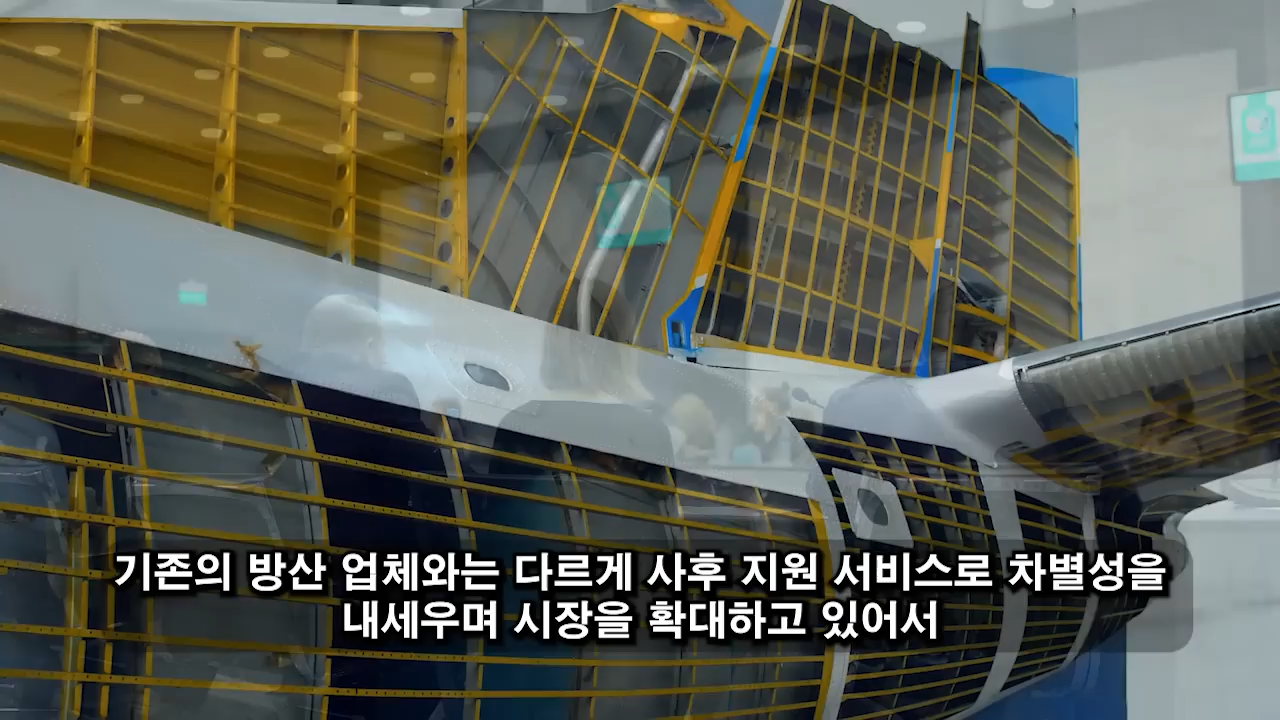 기존의 방산 업체와는 다르게 사후 지원 서비스로 차별성을
내세우며 시장을 확대하고 있어서